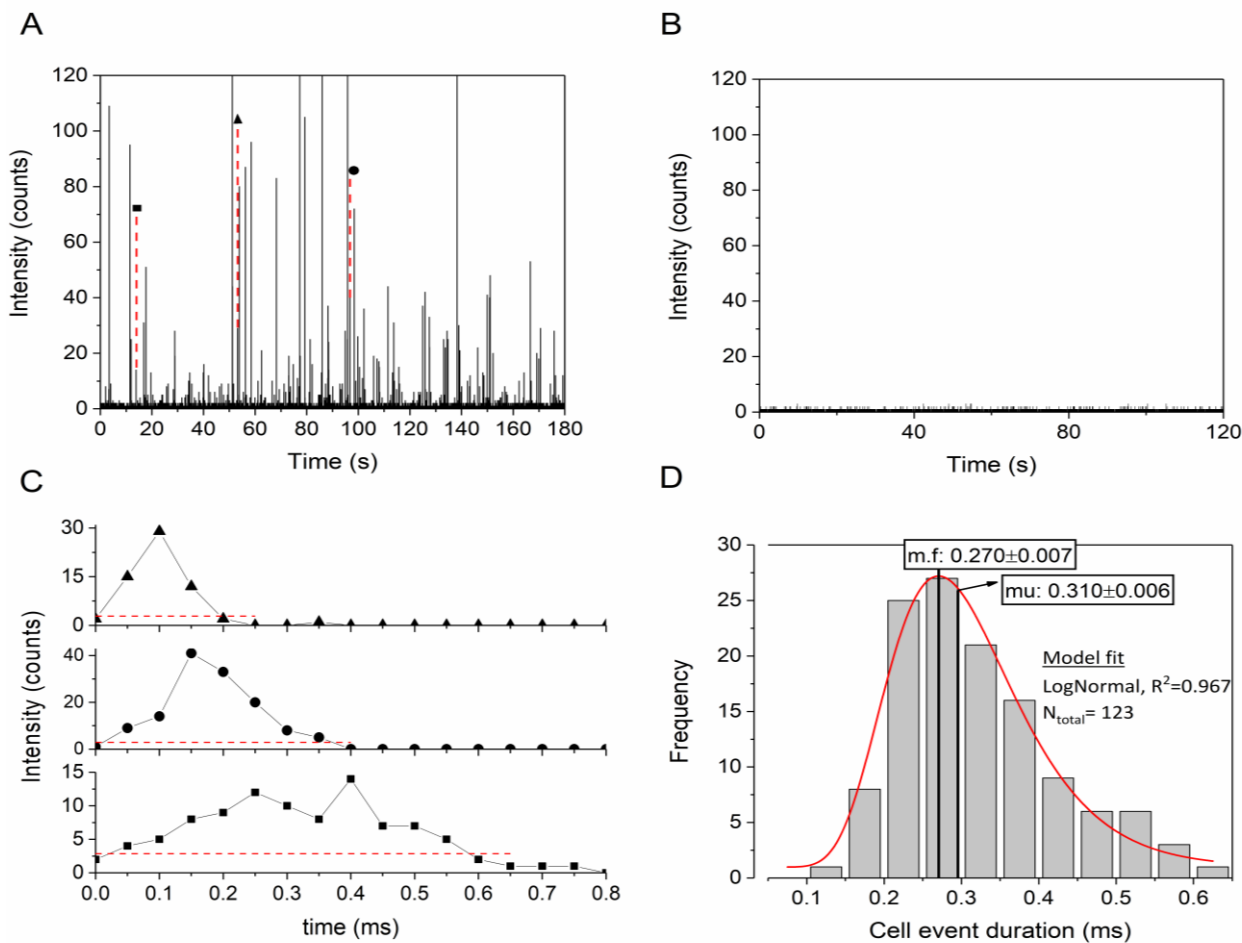 A
Intensity (counts)
120
100
80
60
40
20
0
0 20 40 60 80 100 120 140 160 180
Time (s)
B
Intensity (counts)
120
100
80
60
40
20
0
0 40 80 120
Time (s)
C
Intensity (counts)
30
15
0
40
20
0
15
10
5
0
0.0 0.1 0.2 0.3 0.4 0.5 0.6 0.7 0.8
time (ms)
D
Frequency
30
25
20
15
10
5
0
m.f: 0.270±0.007
mu: 0.310±0.006
Model fit
LogNormal, R²=0.967
N_total= 123
0.1 0.2 0.3 0.4 0.5 0.6
Cell event duration (ms)